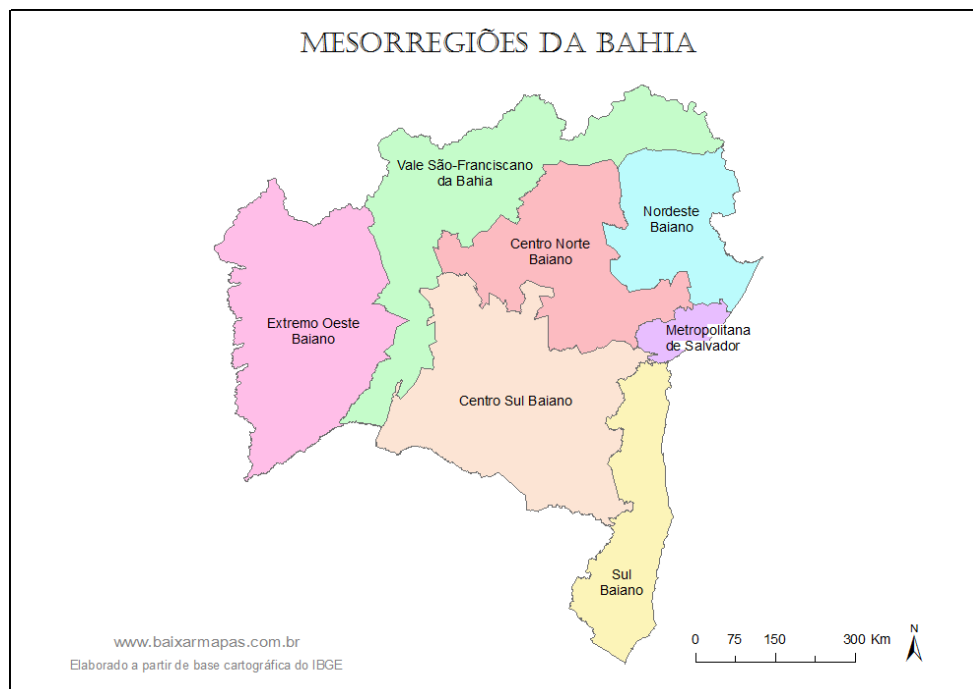 MESORREGIÕES DA BAHIA
Vale São-Franciscano
da Bahia
Nordeste
Baiano
Centro Norte
Baiano
Extremo Oeste
Baiano
Metropolitana
de Salvador
Centro Sul Baiano
Sul
Baiano
www.baixarmapas.com.br
Elaborado a partir de base cartográfica do IBGE
0 75 150 300 Km
N